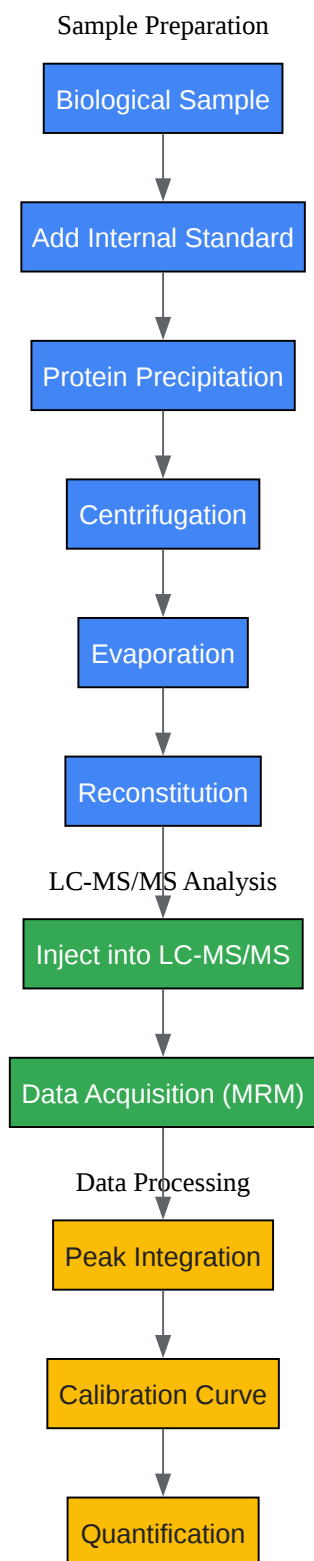 Sample Preparation
Biological Sample
Add Internal Standard
Protein Precipitation
Centrifugation
Evaporation
Reconstitution
LC-MS/MS Analysis
Inject into LC-MS/MS
Data Acquisition (MRM)
Data Processing
Peak Integration
Calibration Curve
Quantification